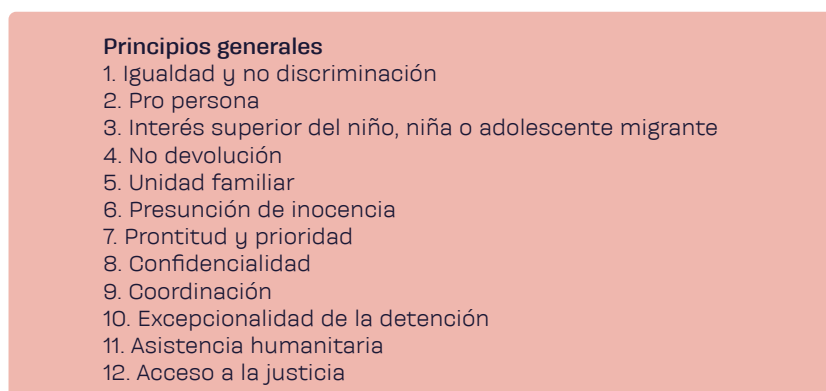 Principios generales
1. Igualdad y no discriminación
2. Pro persona
3. Interés superior del niño, niña o adolescente migrante
4. No devolución
5. Unidad familiar
6. Presunción de inocencia
7. Prontitud y prioridad
8. Confidencialidad
9. Coordinación
10. Excepcionalidad de la detención
11. Asistencia humanitaria
12. Acceso a la justicia